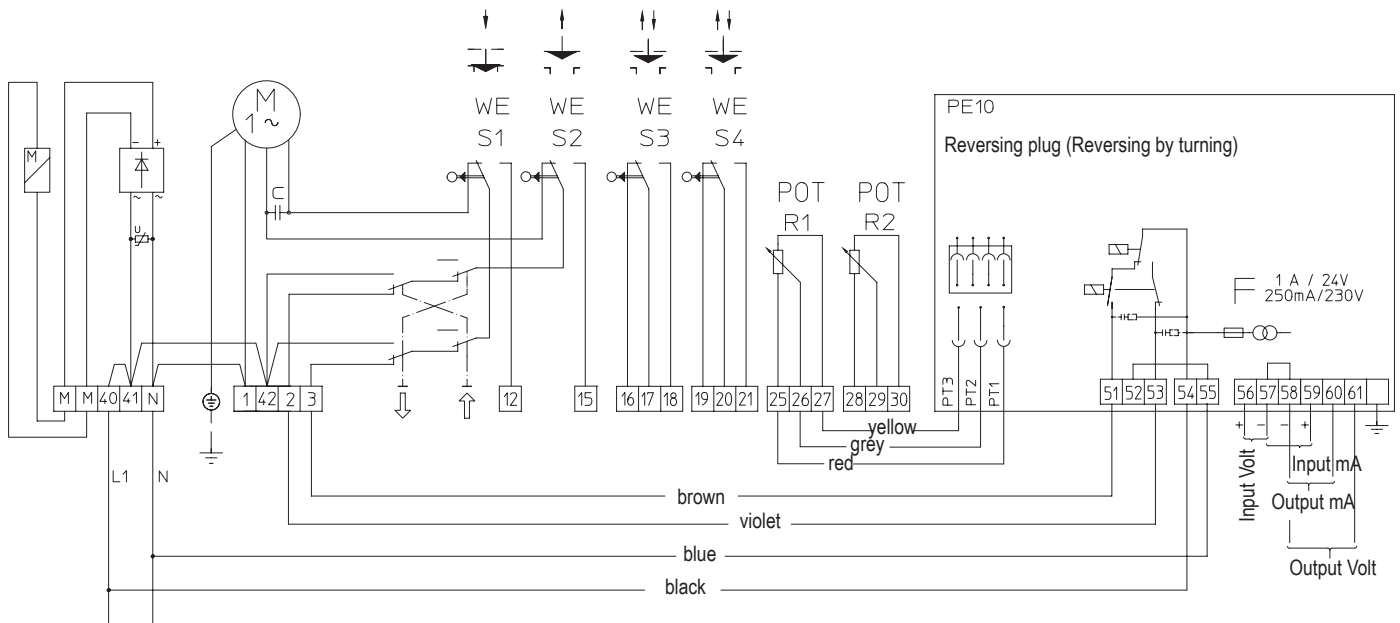 WE WE WE WE
S1 S2 S3 S4
M
1~
M
- +
~ ~
U
C
POT POT
R1 R2
PE10
Reversing plug (Reversing by turning)
F 1 A / 24V
250mA/230V
M M 40 41 N
1 42 2 3
12
15
16 17 18
19 20 21
25 26 27
28 29 30
PT3 PT2 PT1
51 52 53
54 55
56 57 58 59 60 61
+ - - +
yellow
grey
red
L1 N
brown
violet
blue
black
Input Volt
Input mA
Output mA
Output Volt